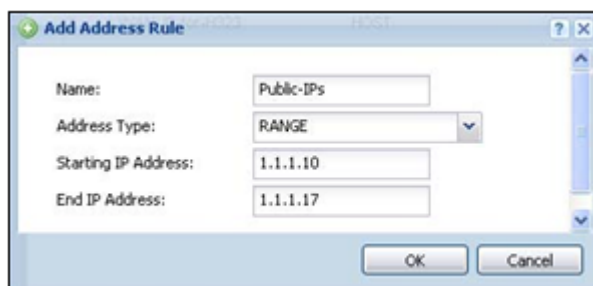 Add Address Rule
HOST
Name: Public-IPs
Address Type: RANGE
Starting IP Address: 1.1.1.10
End IP Address: 1.1.1.17
OK Cancel